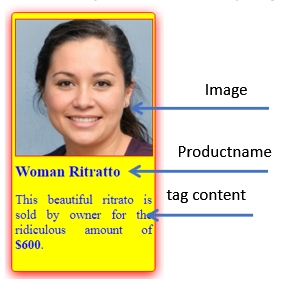 Image
Woman Ritratto
Productname
This beautiful ritrato is
sold by owner for the
ridiculous amount of
$600.
tag content